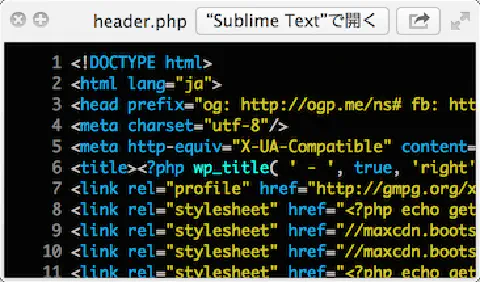 header.php "Sublime Text"で開く
1 <!DOCTYPE html>
2 <html lang="ja">
3 <head prefix="og: http://ogp.me/ns# fb: htt
4 <meta charset="utf-8"/>
5 <meta http-equiv="X-UA-Compatible" content=
6 <title><?php wp_title( ' - ', true, 'right'
7 <link rel="profile" href="http://gmpg.org/x
8 <link rel="stylesheet" href="<?php echo get
9 <link rel="stylesheet" href="//maxcdn.boots
10 <link rel="stylesheet" href="//maxcdn.boots
11 <link rel="stylesheet" href="<?php echo get